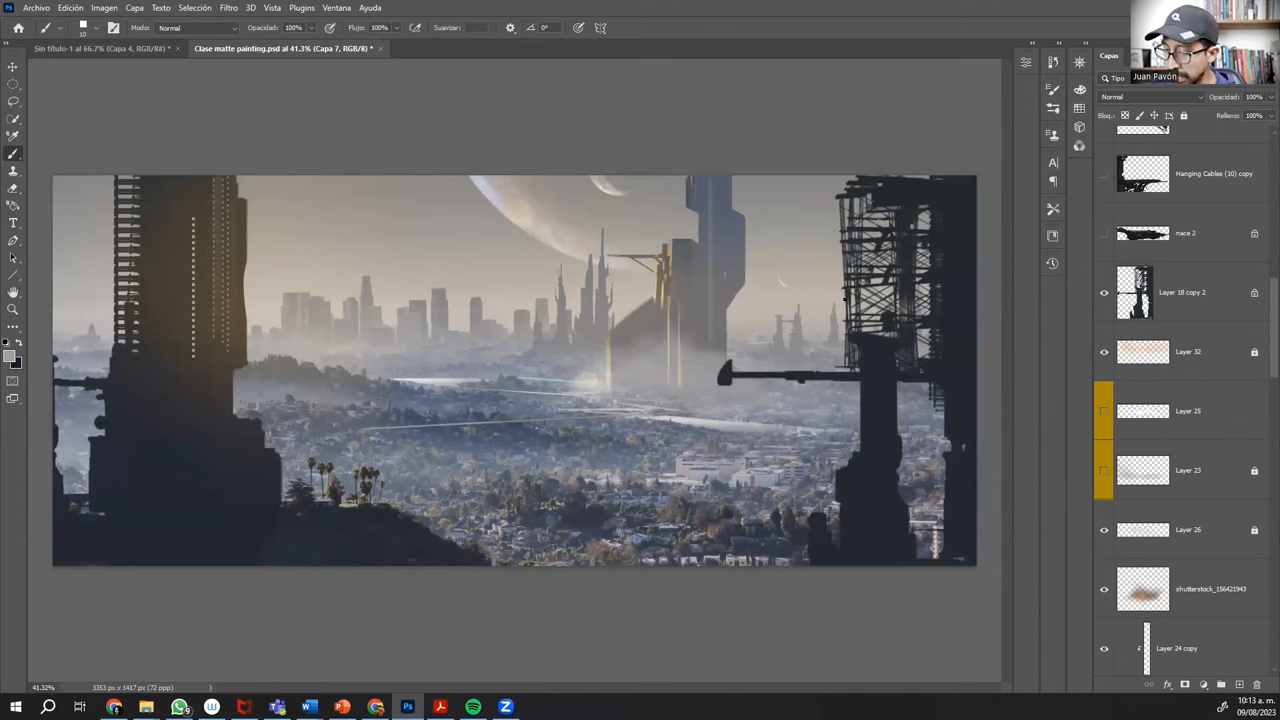 Archivo Edición Imagen Capa Texto Selección Filtro 3D Vista Plugins Ventana Ayuda
10 Modo: Normal Opacidad: 100% Flujo: 100% Suavizar: 0°
Sin título-1 al 66.7% (Capa 4, RGB/8#) * × Clase matte painting.psd al 41.3% (Capa 7, RGB/8) * ×
Capas
Juan Pavón
Tipo
Normal Opacidad: 100%
Bloq.: Relleno: 100%
Hanging Cables (10) copy
nace 2
Layer 18 copy 2
Layer 32
Layer 25
Layer 23
Layer 26
shutterstock_156421943
Layer 24 copy
41.32% 3353 px x 1417 px (72 ppp)
10:13 a. m.
09/08/2023